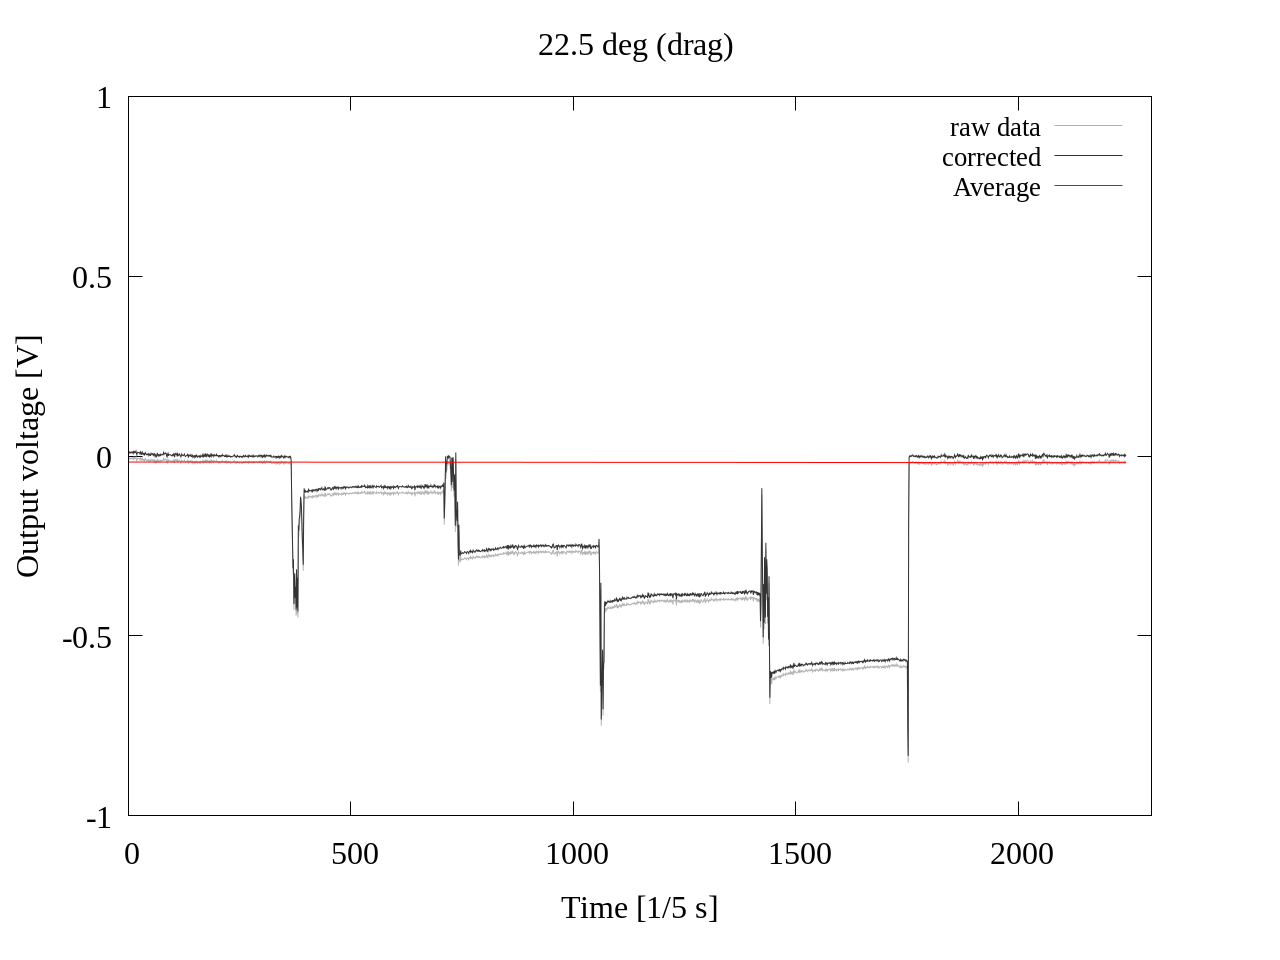 22.5 deg (drag)
raw data
corrected
Average
1
0.5
0
-0.5
-1
Output voltage [V]
0 500 1000 1500 2000
Time [1/5 s]